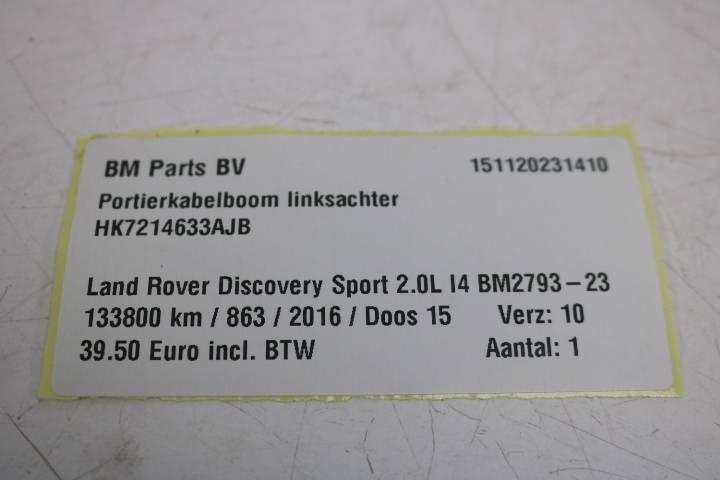 BM Parts BV 151120231410
Portierkabelboom linksachter
HK7214633AJB
Land Rover Discovery Sport 2.0L I4 BM2793-23
133800 km / 863 / 2016 / Doos 15 Verz: 10
39.50 Euro incl. BTW Aantal: 1